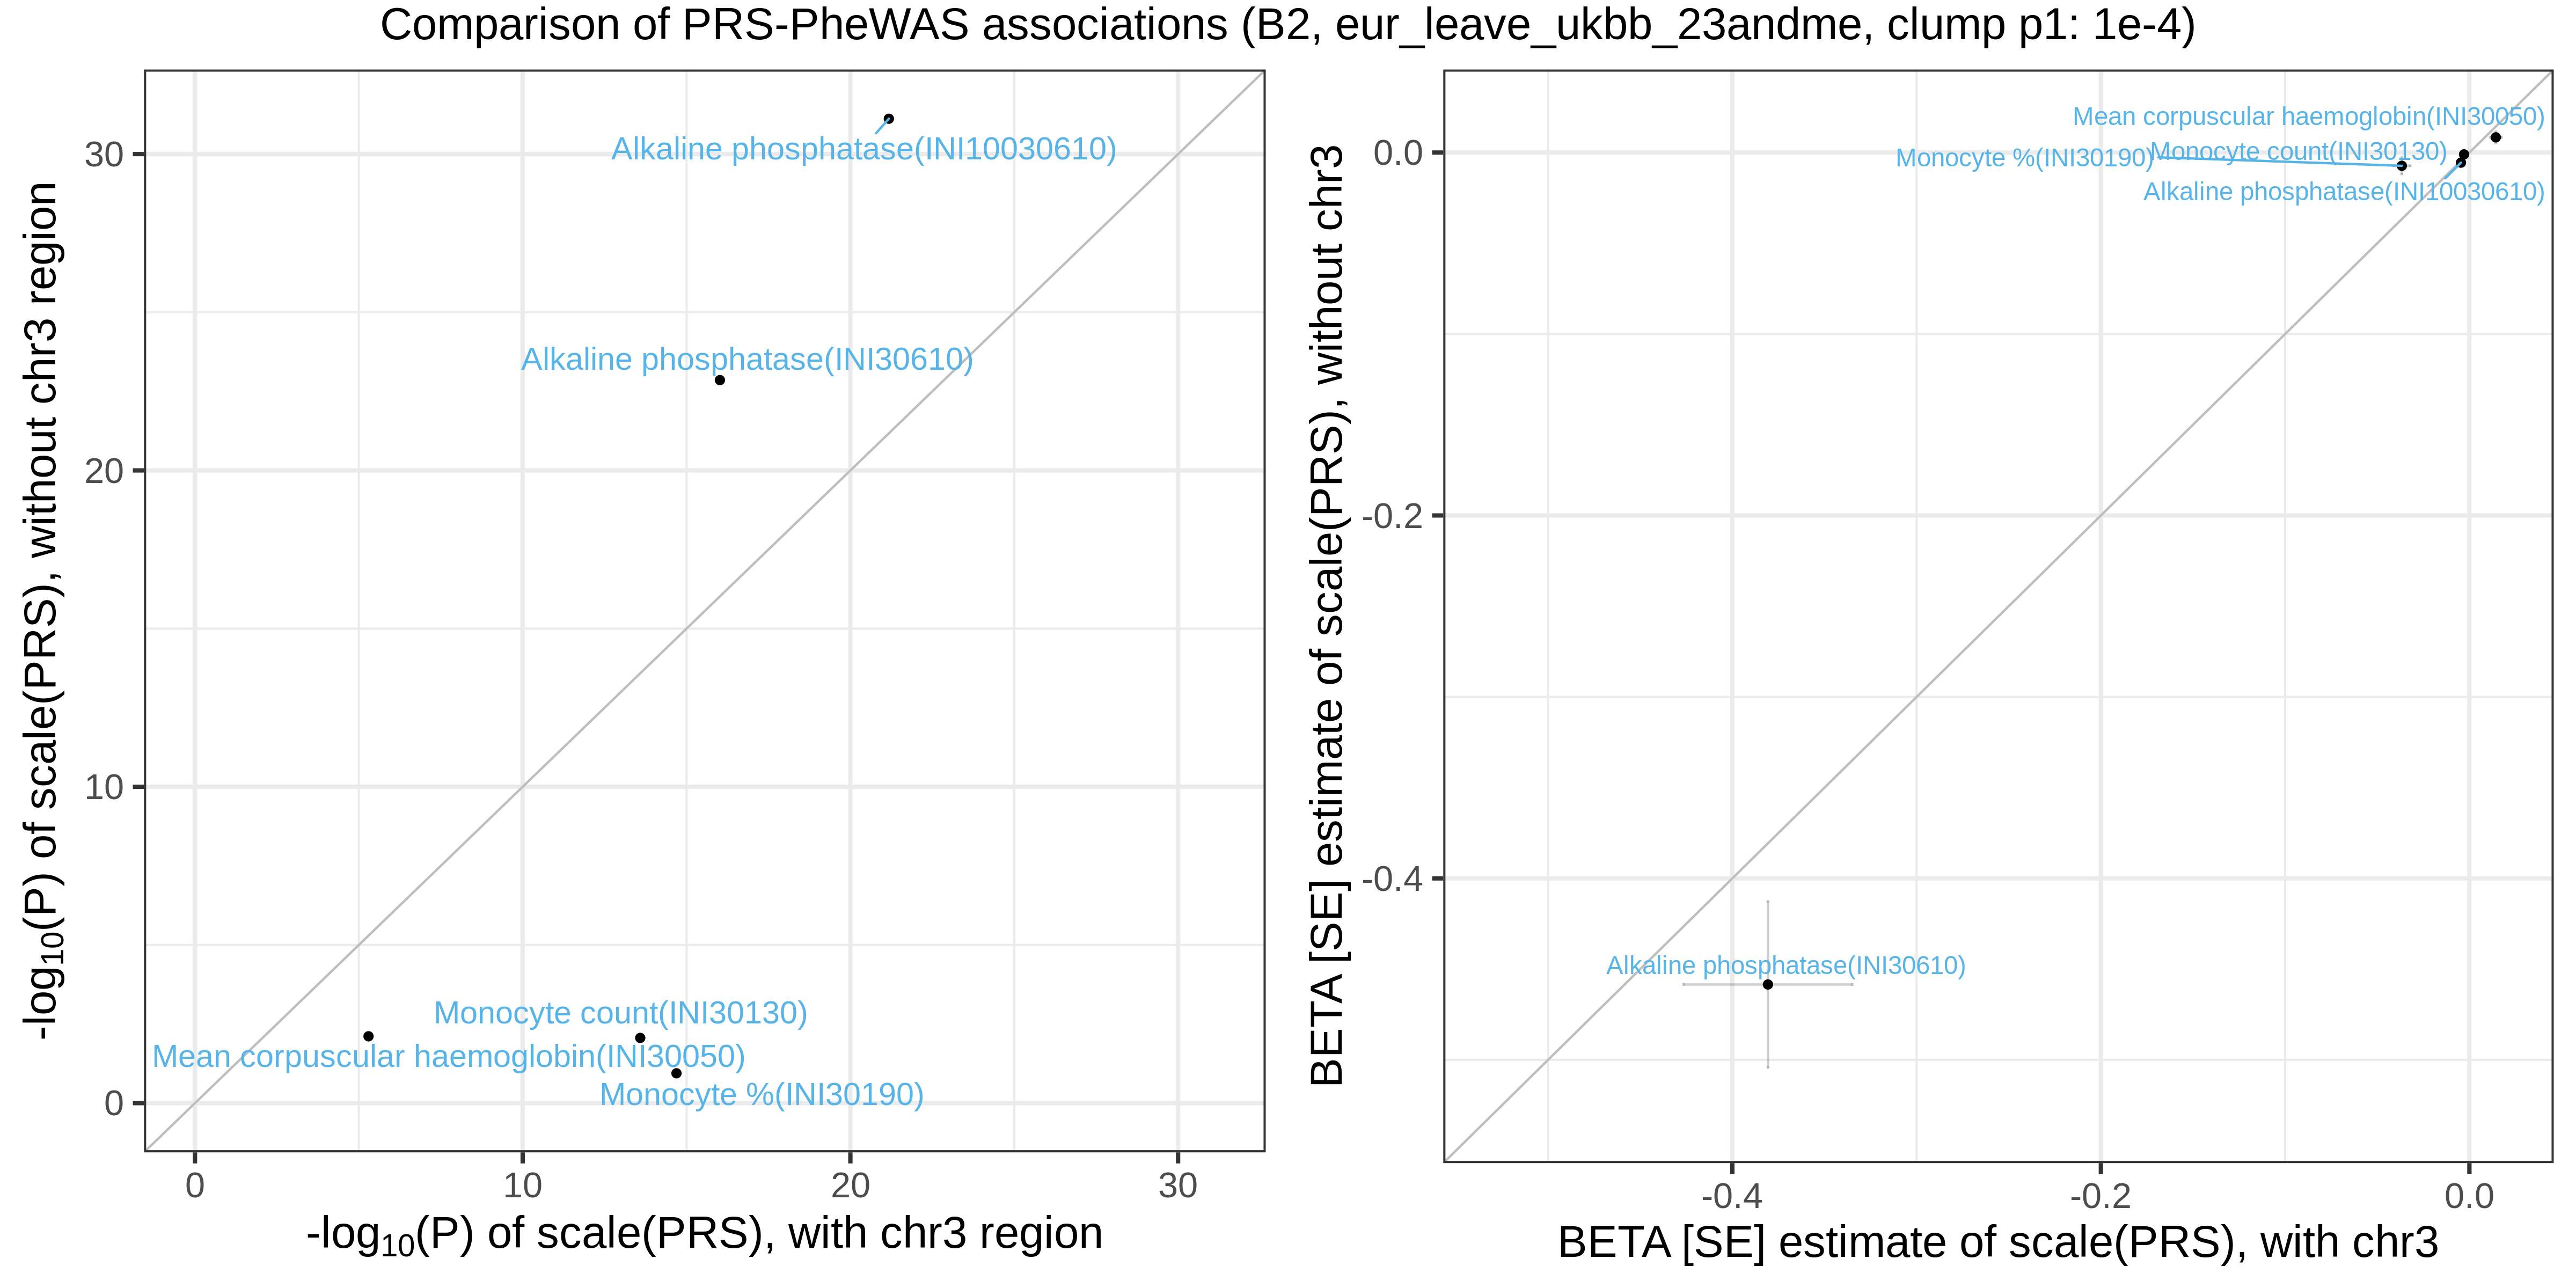 Comparison of PRS-PheWAS associations (B2, eur_leave_ukbb_23andme, clump p1: 1e-4)
-log10(P) of scale(PRS), without chr3 region
30
20
10
0
Alkaline phosphatase(INI10030610)
Alkaline phosphatase(INI30610)
Monocyte count(INI30130)
Mean corpuscular haemoglobin(INI30050)
Monocyte %(INI30190)
0
10
20
30
-log10(P) of scale(PRS), with chr3 region
BETA [SE] estimate of scale(PRS), without chr3
0.0
-0.2
-0.4
Mean corpuscular haemoglobin(INI30050)
Monocyte %(INI30190)
Monocyte count(INI30130)
Alkaline phosphatase(INI10030610)
Alkaline phosphatase(INI30610)
-0.4
-0.2
0.0
BETA [SE] estimate of scale(PRS), with chr3